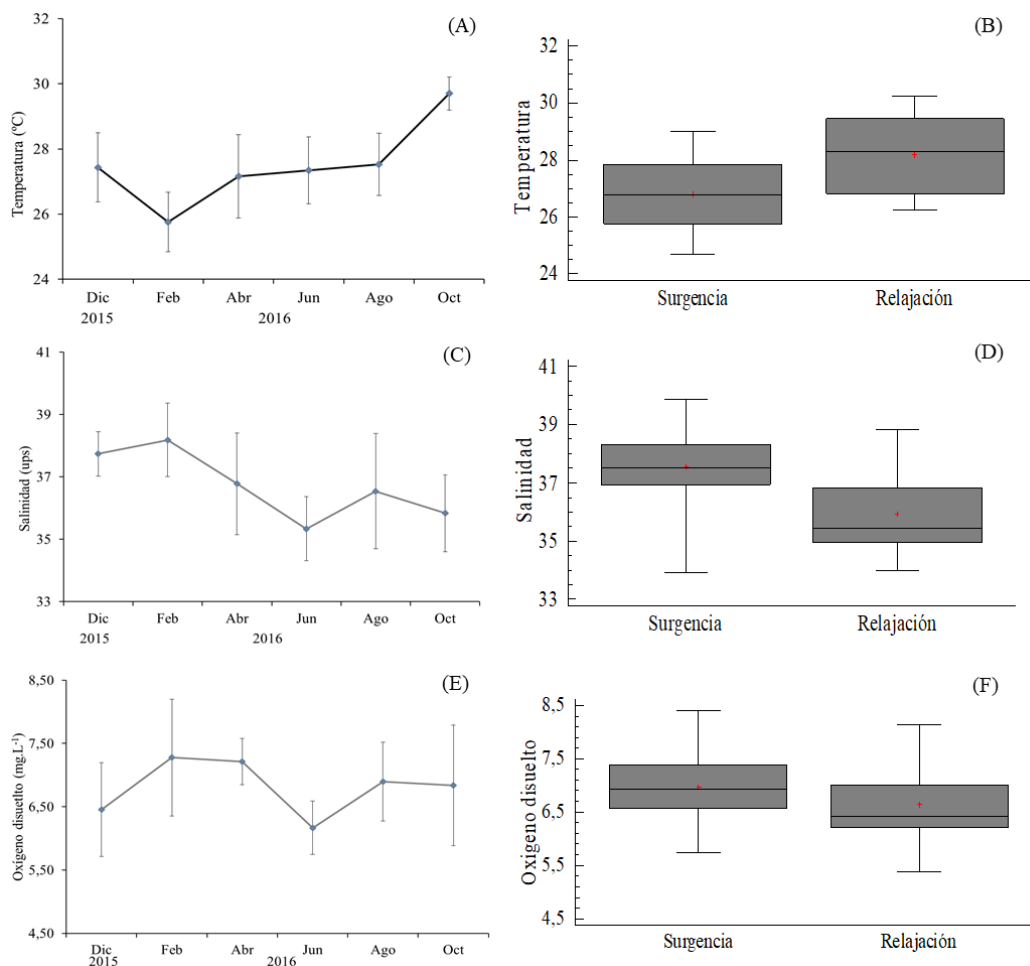 (A)
Temperatura (ºC)
32
30
28
26
24
Dic Feb Abr Jun Ago Oct
2015 2016
(B)
Temperatura
32
30
28
26
24
Surgencia Relajación
(C)
Salinidad (ups)
41
39
37
35
33
Dic Feb Abr Jun Ago Oct
2015 2016
(D)
Salinidad
41
39
37
35
33
Surgencia Relajación
(E)
Oxigeno disuelto (mg.L⁻¹)
8,50
7,50
6,50
5,50
4,50
Dic Feb Abr Jun Ago Oct
2015 2016
(F)
Oxigeno disuelto
8,5
7,5
6,5
5,5
4,5
Surgencia Relajación